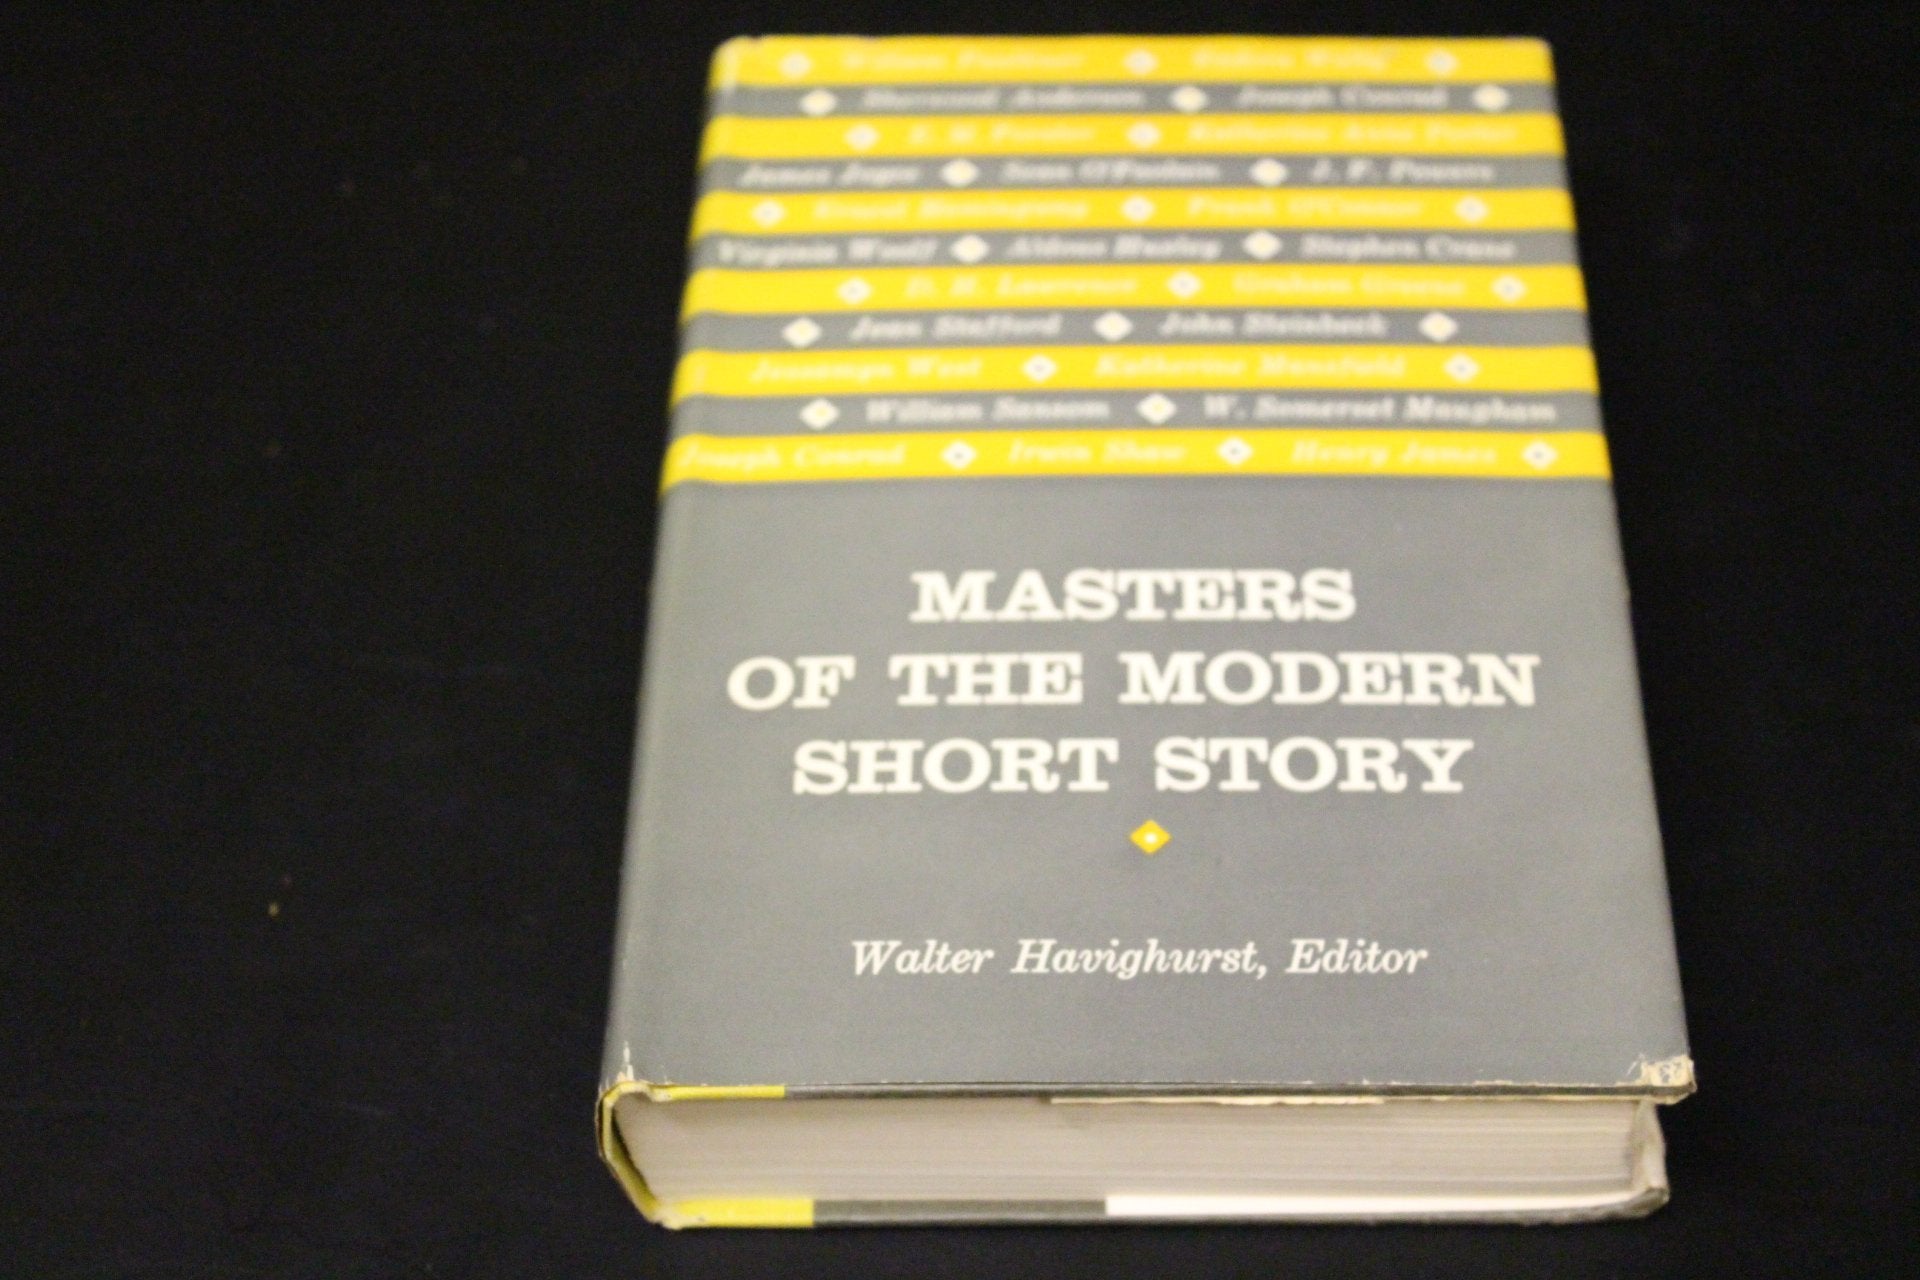 William Faulkner Eudora Welty
Sherwood Anderson Joseph Conrad
E. M. Forster Katherine Anne Porter
James Joyce Sean O'Faolain J. F. Powers
Ernest Hemingway Frank O'Connor
Virginia Woolf Aldous Huxley Stephen Crane
D. H. Lawrence Graham Greene
Jean Stafford John Steinbeck
Jessamyn West Katherine Mansfield
William Sansom W. Somerset Maugham
Joseph Conrad Irwin Shaw Henry James
MASTERS
OF THE MODERN
SHORT STORY
Walter Havighurst, Editor